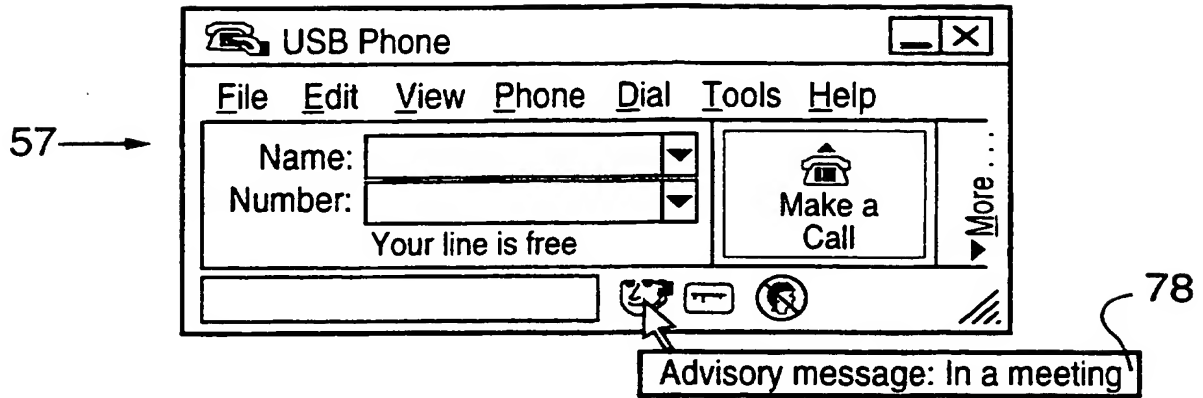 USB Phone
File Edit View Phone Dial Tools Help
57
Name:
Number:
Your line is free
Make a
Call
More ...
78
Advisory message: In a meeting